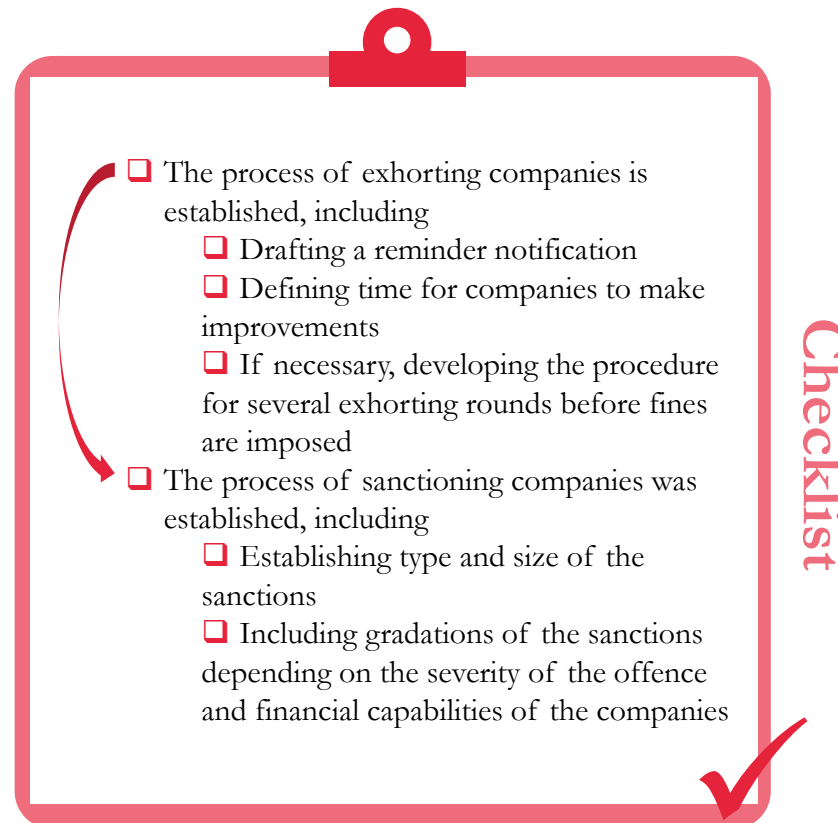 ❑ The process of exhorting companies is
established, including
❑ Drafting a reminder notification
❑ Defining time for companies to make
improvements
❑ If necessary, developing the procedure
for several exhorting rounds before fines
are imposed
❑ The process of sanctioning companies was
established, including
❑ Establishing type and size of the
sanctions
❑ Including gradations of the sanctions
depending on the severity of the offence
and financial capabilities of the companies
Checklist